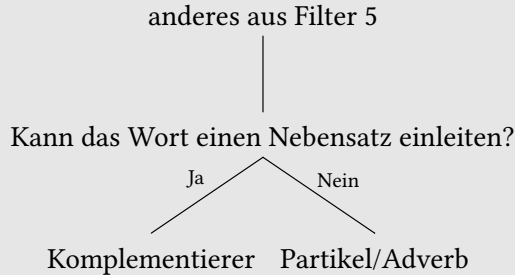 anderes aus Filter 5
Kann das Wort einen Nebensatz einleiten?
Ja Nein
Komplementierer Partikel/Adverb